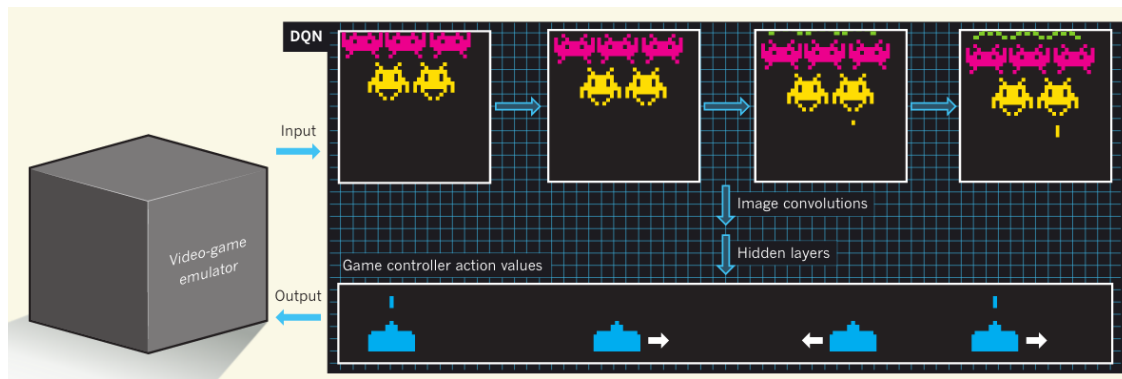 DQN
Input
Image convolutions
Hidden layers
Video-game
emulator
Game controller action values
Output